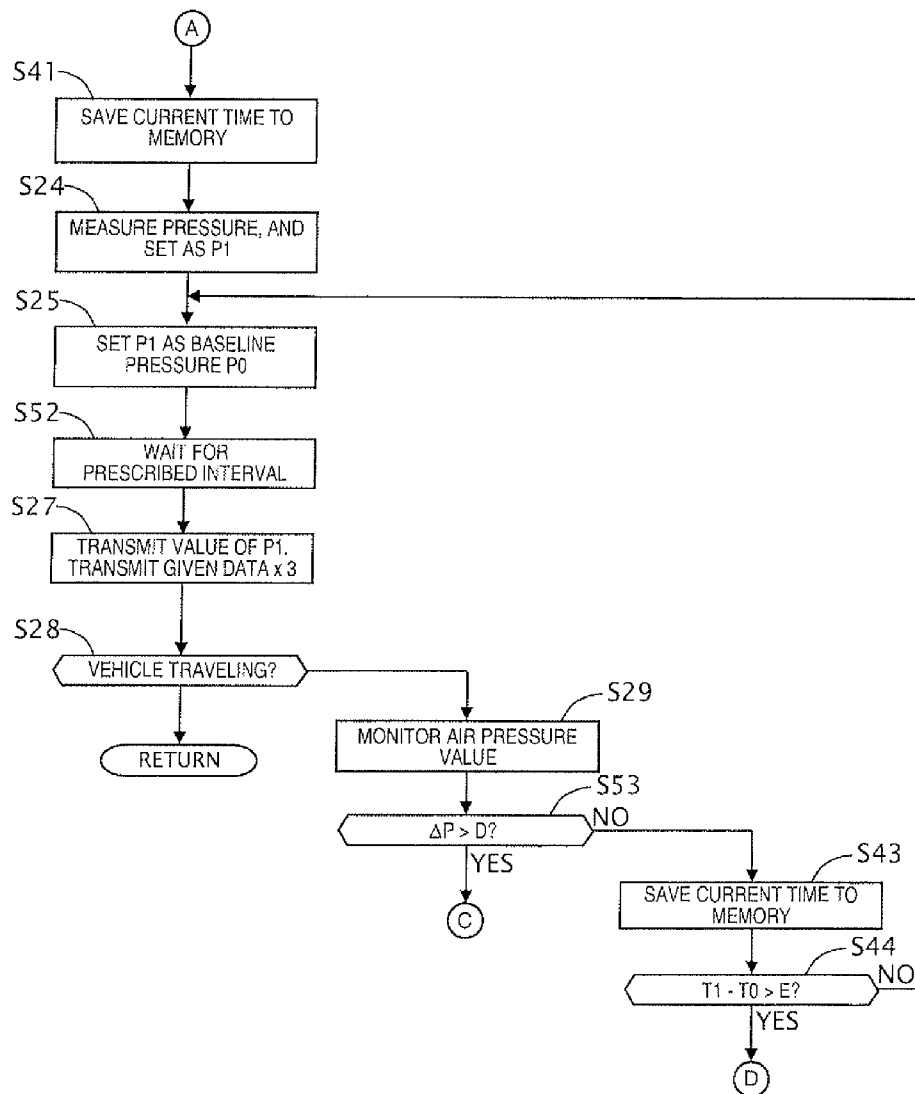 A
S41
SAVE CURRENT TIME TO
MEMORY
S24
MEASURE PRESSURE, AND
SET AS P1
S25
SET P1 AS BASELINE
PRESSURE P0
S52
WAIT FOR
PRESCRIBED INTERVAL
S27
TRANSMIT VALUE OF P1.
TRANSMIT GIVEN DATA x 3
S28
VEHICLE TRAVELING?
RETURN
S29
MONITOR AIR PRESSURE
VALUE
S53
ΔP > D?
NO
YES
C
S43
SAVE CURRENT TIME TO
MEMORY
S44
T1 - T0 > E?
NO
YES
D